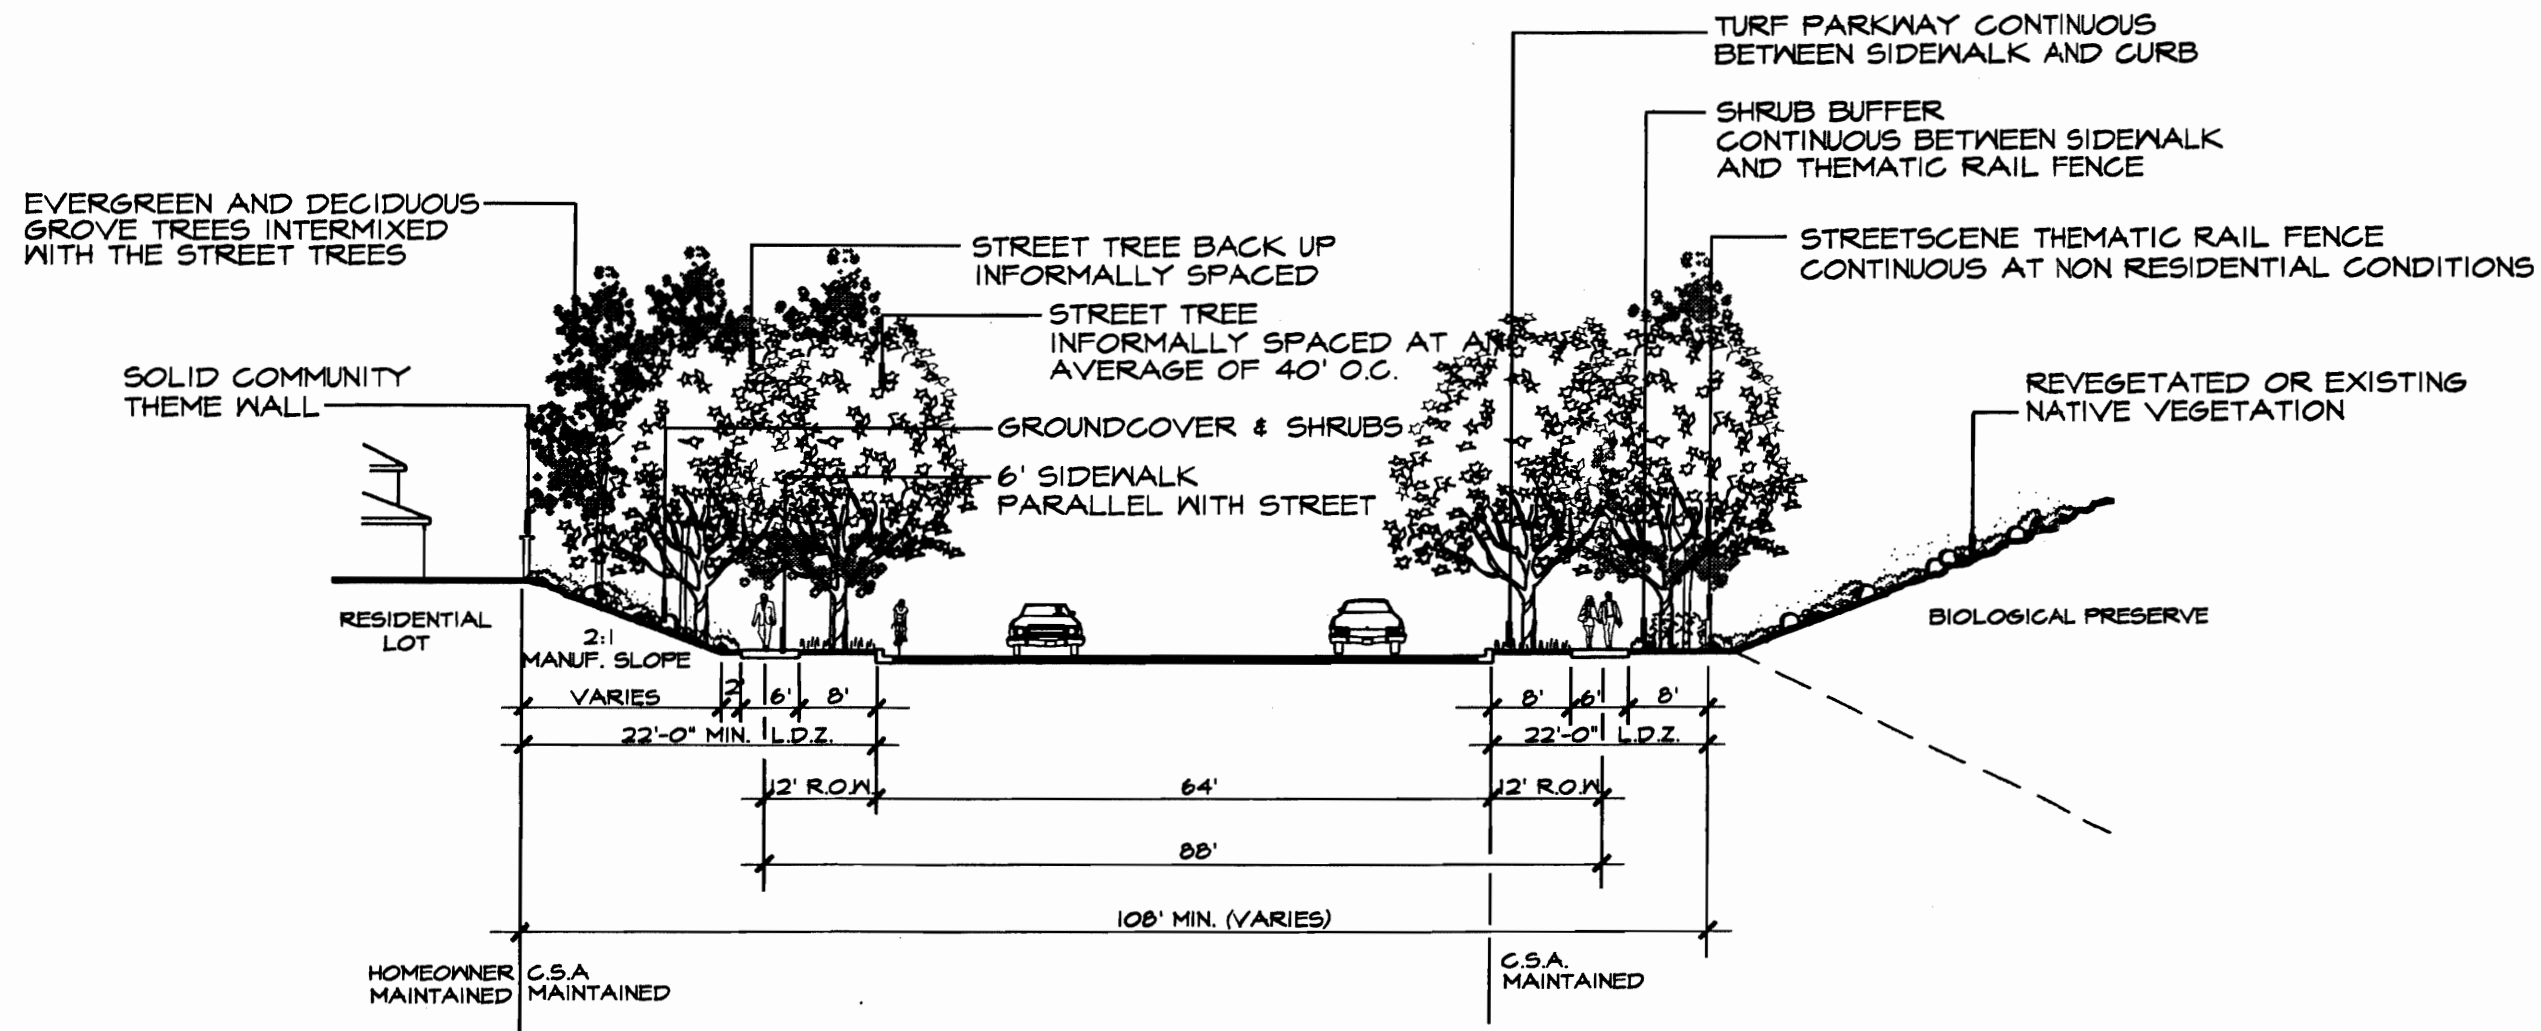 TURF PARKWAY CONTINUOUS
BETWEEN SIDEWALK AND CURB
SHRUB BUFFER
CONTINUOUS BETWEEN SIDEWALK
AND THEMATIC RAIL FENCE
EVERGREEN AND DECIDUOUS
GROVE TREES INTERMIXED
WITH THE STREET TREES
STREET TREE BACK UP
INFORMALLY SPACED
STREETSCENE THEMATIC RAIL FENCE
CONTINUOUS AT NON RESIDENTIAL CONDITIONS
STREET TREE
INFORMALLY SPACED AT AN
AVERAGE OF 40' O.C.
SOLID COMMUNITY
THEME WALL
REVEGETATED OR EXISTING
NATIVE VEGETATION
GROUNDCOVER & SHRUBS
6' SIDEWALK
PARALLEL WITH STREET
RESIDENTIAL
LOT
BIOLOGICAL PRESERVE
2:1
MANUF. SLOPE
VARIES 2' 6' 8' 8' 6' 8'
22'-0" MIN. L.D.Z. 22'-0" L.D.Z.
12' R.O.W. 64' 12' R.O.W
88'
108' MIN. (VARIES)
HOMEOWNER
MAINTAINED
C.S.A
MAINTAINED
C.S.A.
MAINTAINED